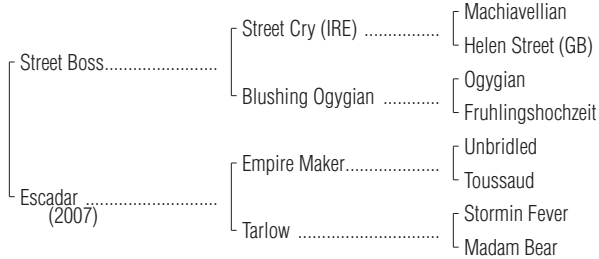 Machiavellian
Street Cry (IRE) ................
Helen Street (GB)
Street Boss........................
Ogygian
Blushing Ogygian ............
Fruhlingshochzeit
Unbridled
Empire Maker....................
Toussaud
Escadar ............................
(2007)
Stormin Fever
Tarlow ..............................
Madam Bear